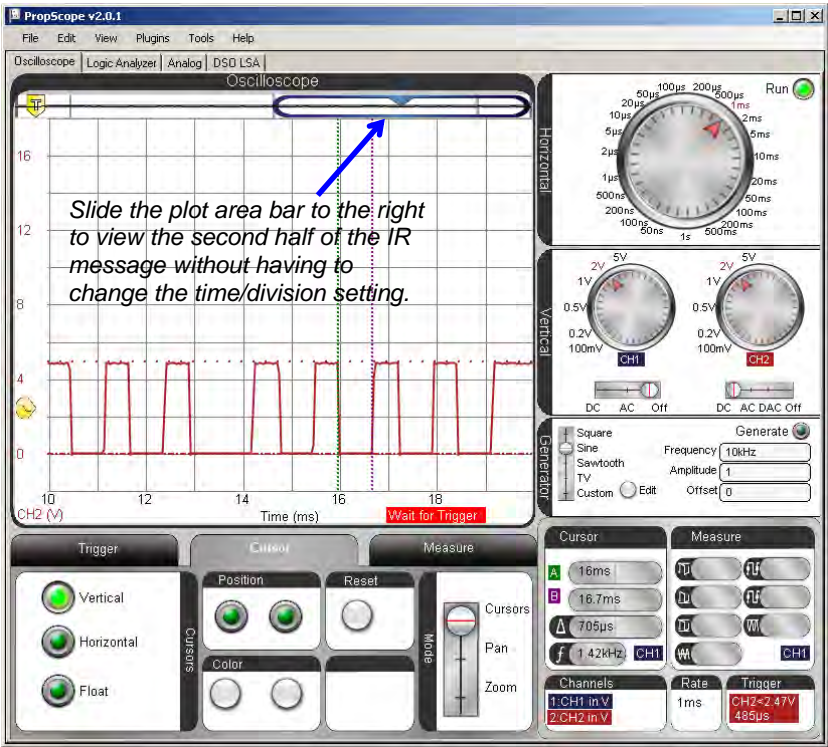 PropScope v2.0.1
File Edit View Plugins Tools Help
Oscilloscope Logic Analyzer Analog DSO LSA
Oscilloscope
T
16
12
8
4
0
Slide the plot area bar to the right
to view the second half of the IR
message without having to
change the time/division setting.
10 12 14 16 18
CH2 (V)
Time (ms)
Wait for Trigger
Horizontal
Run
50µs 100µs 200µs 500µs
20µs 1ms
10µs 2ms
5µs 5ms
2µs 10ms
1µs 20ms
500ns 50ms
200ns 100ms
100ns 50ns 1s 500ms 200ms
Vertical
2V 5V
1V
0.5V
0.2V
100mV
CH1
DC AC Off
2V 5V
1V
0.5V
0.2V
100mV
CH2
DC AC DAC Off
Generator
Square
Sine
Sawtooth
TV
Custom
Edit
Generate
Frequency 10kHz
Amplitude 1
Offset 0
Trigger
Cursor
Measure
Vertical
Horizontal
Float
Cursors
Position
Reset
Color
Mode
Cursors
Pan
Zoom
Cursor
A 16ms
B 16.7ms
Δ 705µs
f 1.42kHz CH1
Measure
CH1
Channels
1:CH1 in V
2:CH2 in V
Rate
1ms
Trigger
CH2<2.47V
485µs